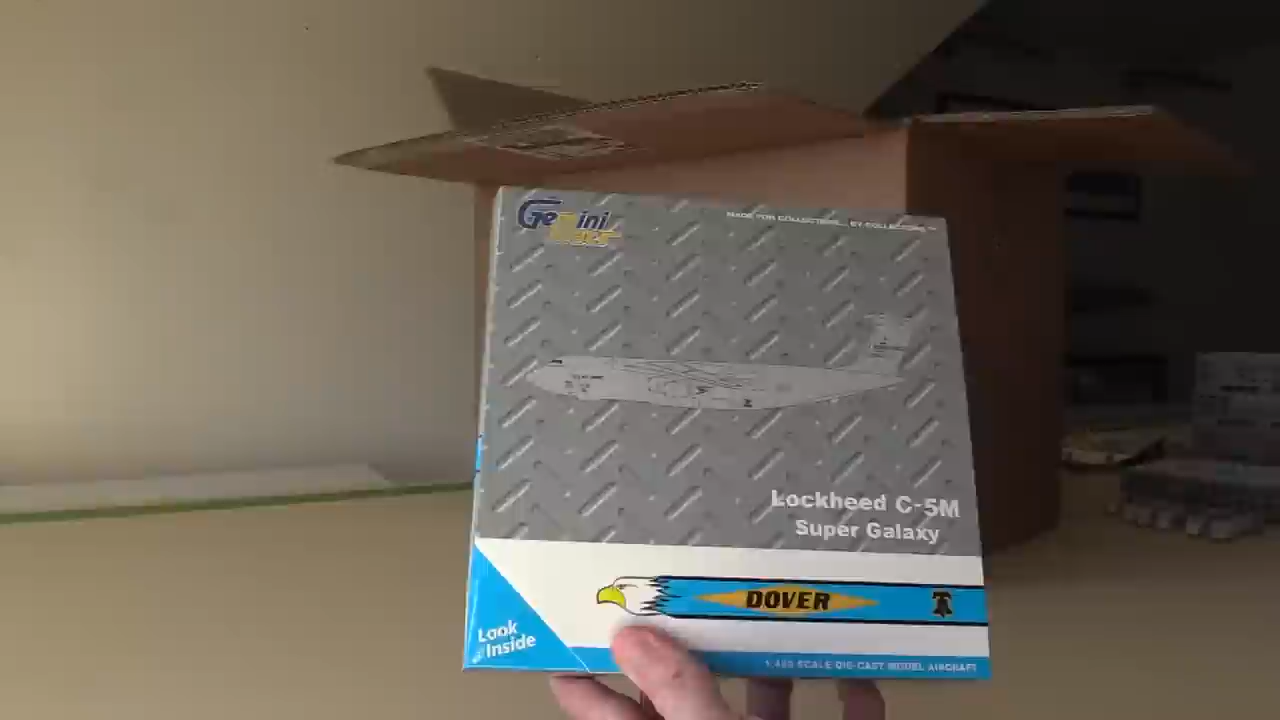 Gemini
MADE FOR COLLECTORS... BY COLLECTORS™
Lockheed C-5M
Super Galaxy
DOVER
Look
Inside
1:400 SCALE DIE-CAST MODEL AIRCRAFT